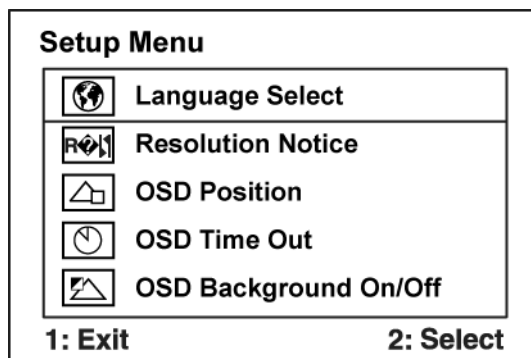 Setup Menu
Language Select
Resolution Notice
OSD Position
OSD Time Out
OSD Background On/Off
1: Exit 2: Select